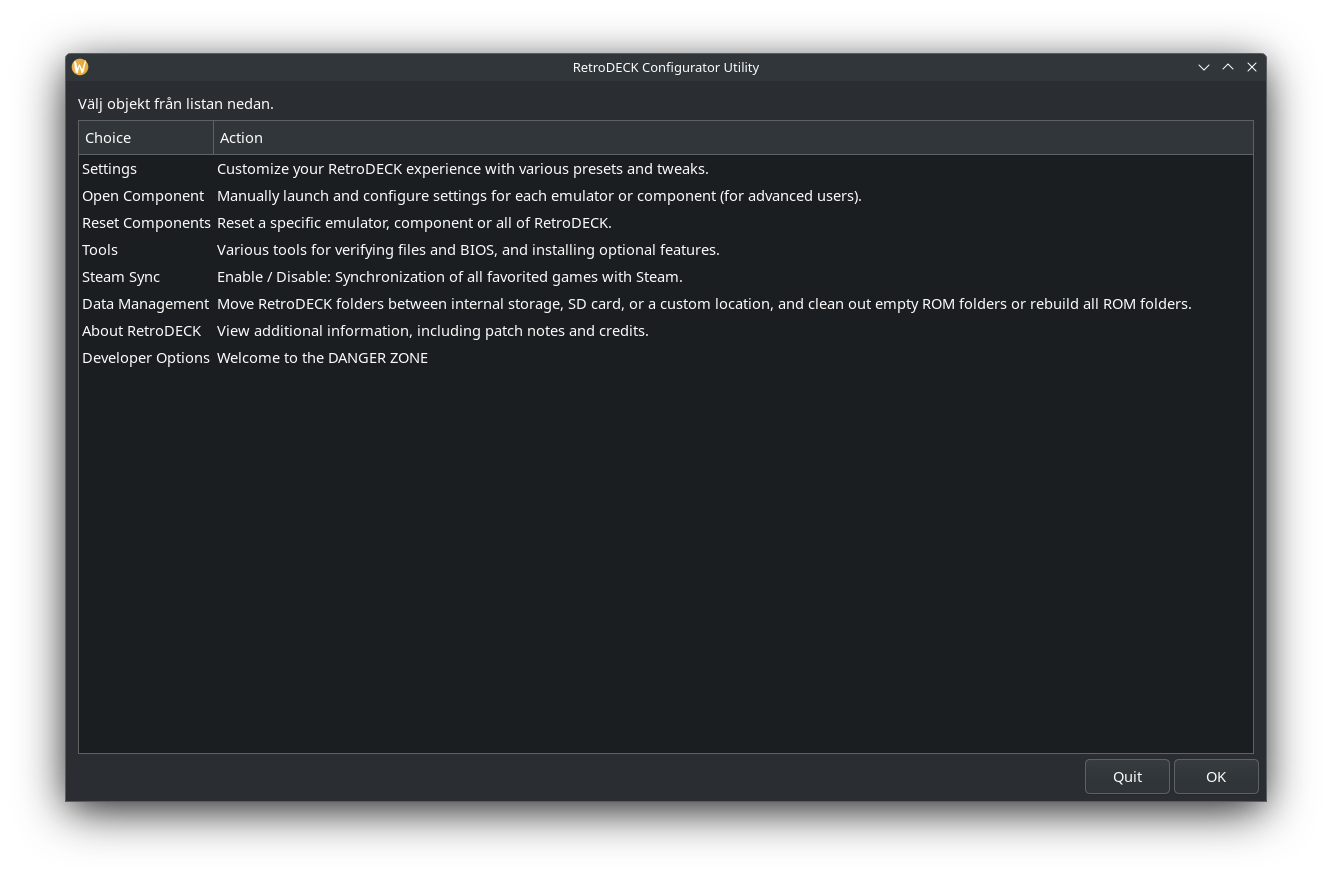 RetroDECK Configurator Utility
Välj objekt från listan nedan.
Choice Action
Settings Customize your RetroDECK experience with various presets and tweaks.
Open Component Manually launch and configure settings for each emulator or component (for advanced users).
Reset Components Reset a specific emulator, component or all of RetroDECK.
Tools Various tools for verifying files and BIOS, and installing optional features.
Steam Sync Enable / Disable: Synchronization of all favorited games with Steam.
Data Management Move RetroDECK folders between internal storage, SD card, or a custom location, and clean out empty ROM folders or rebuild all ROM folders.
About RetroDECK View additional information, including patch notes and credits.
Developer Options Welcome to the DANGER ZONE
Quit OK